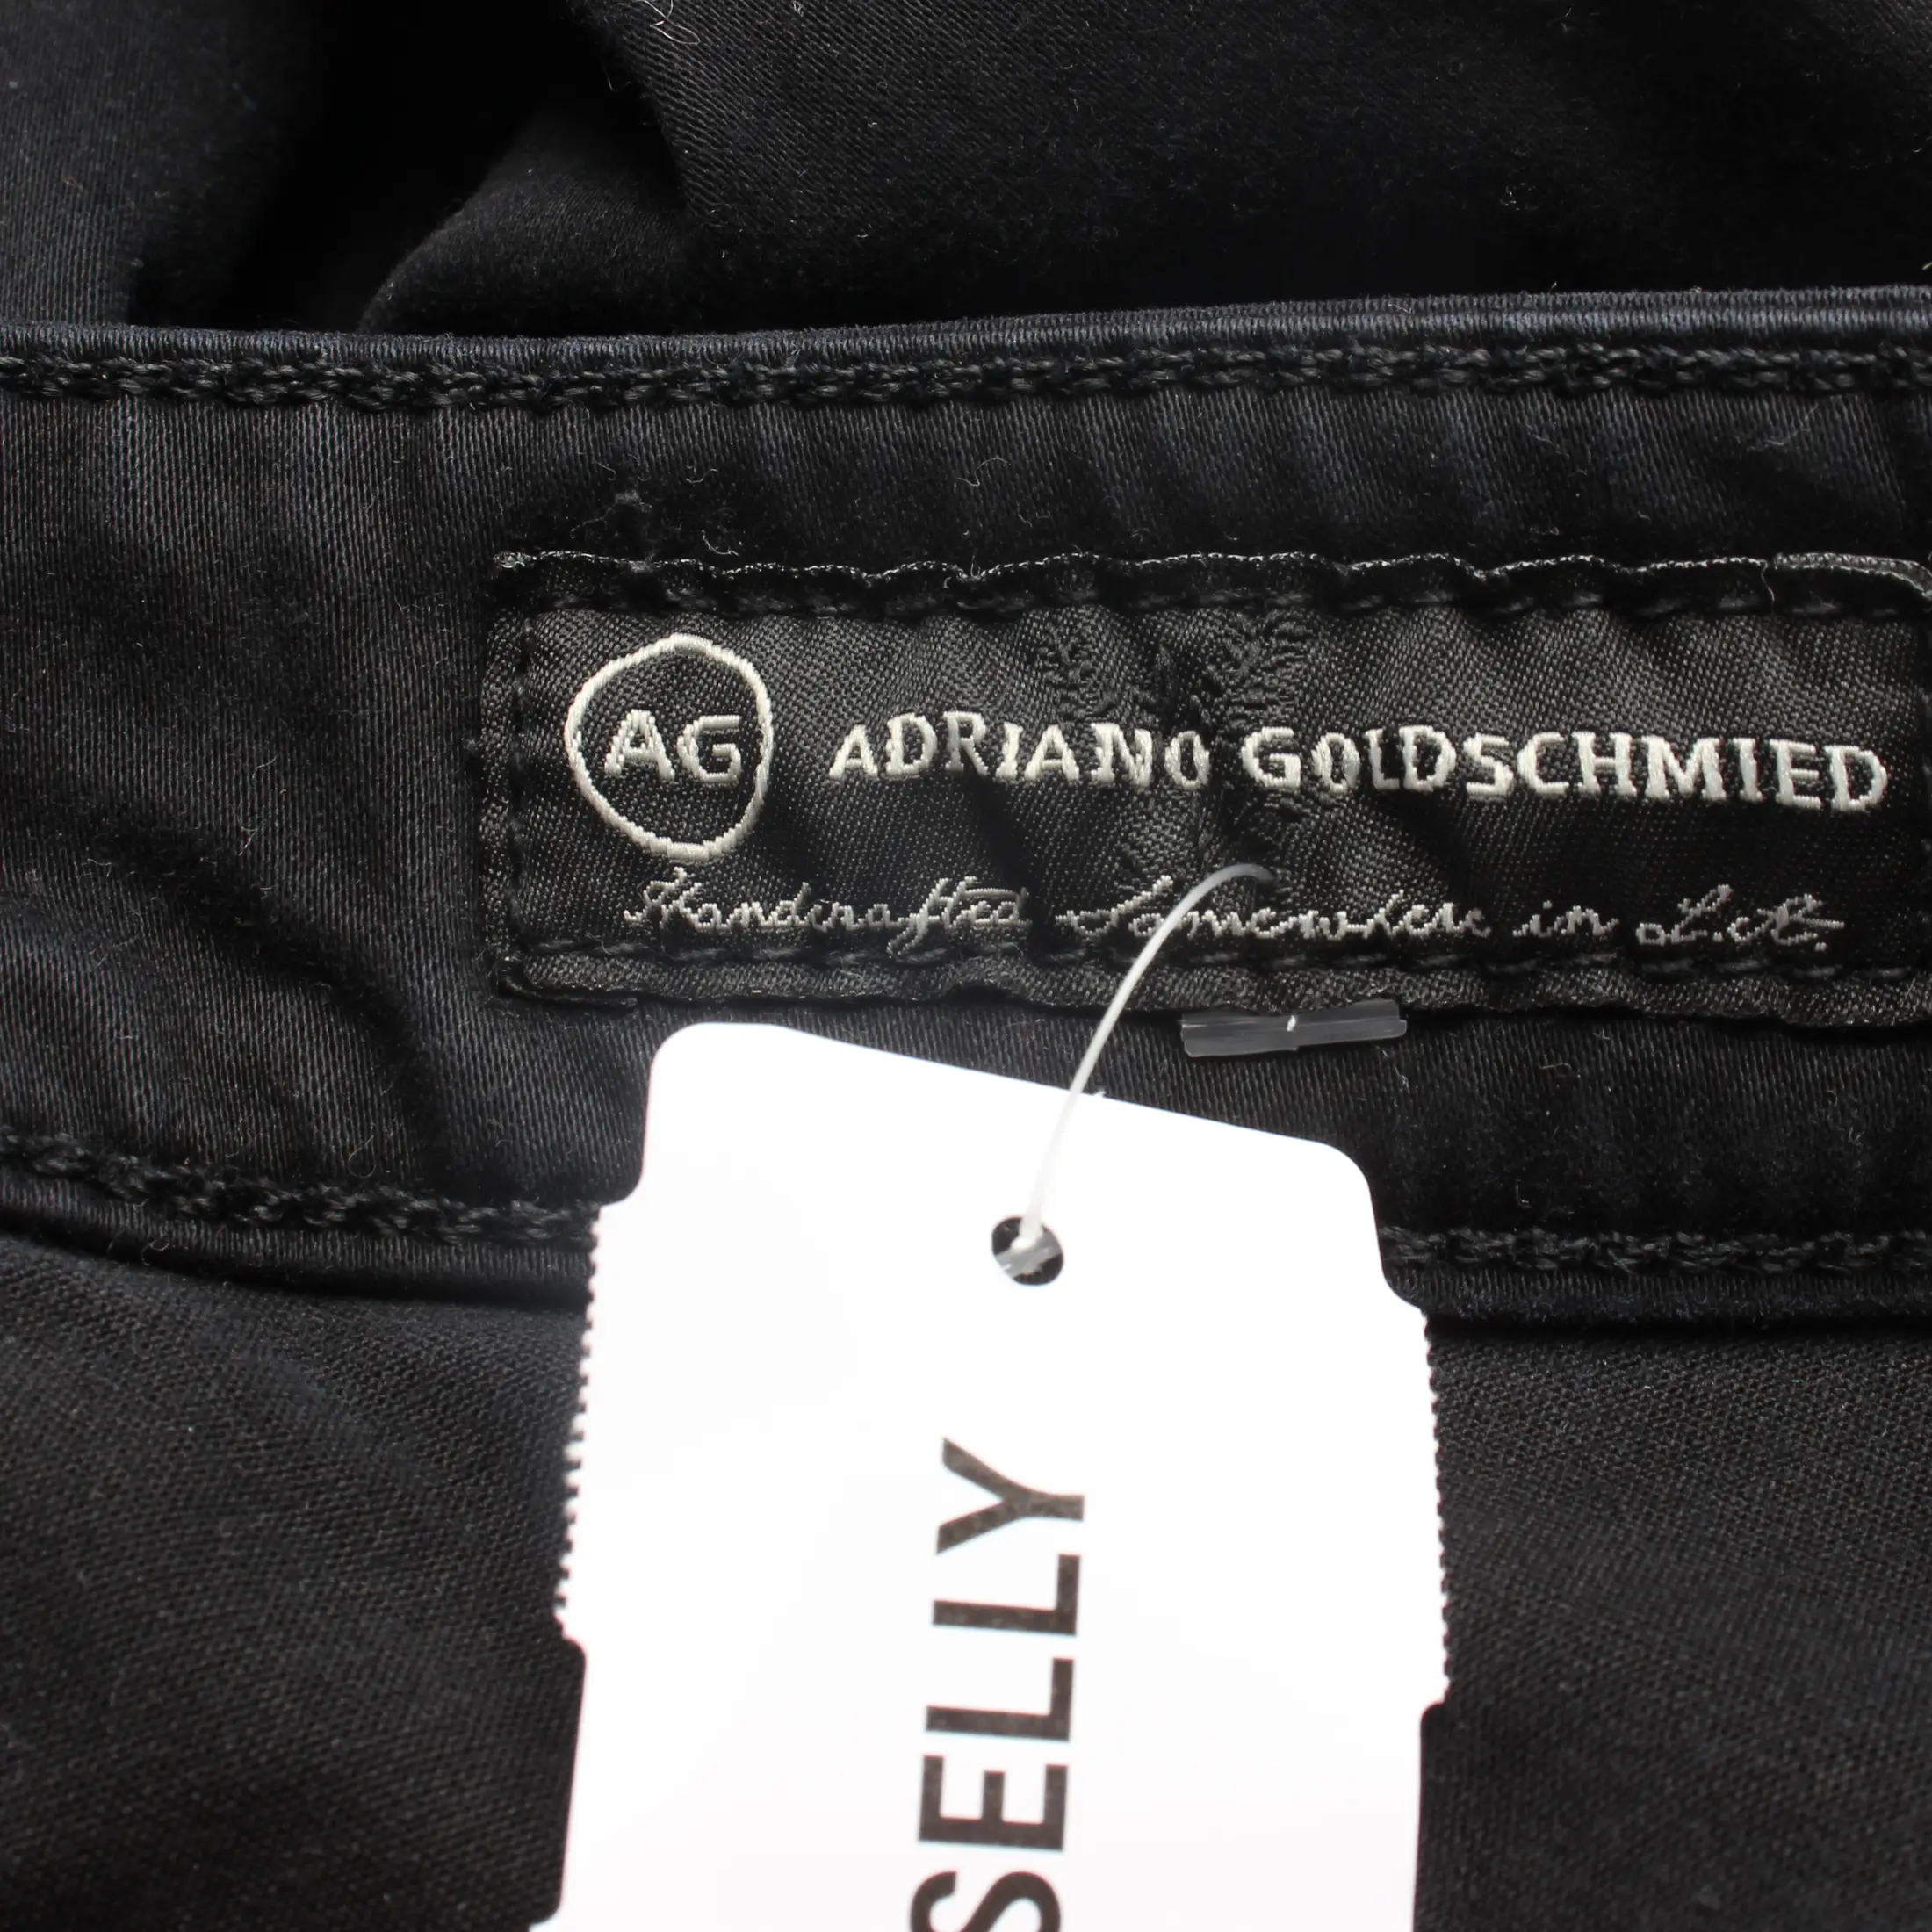 AG ADRIANO GOLDSCHMIED
Handcrafted Somewhere in L.A.
SELLY